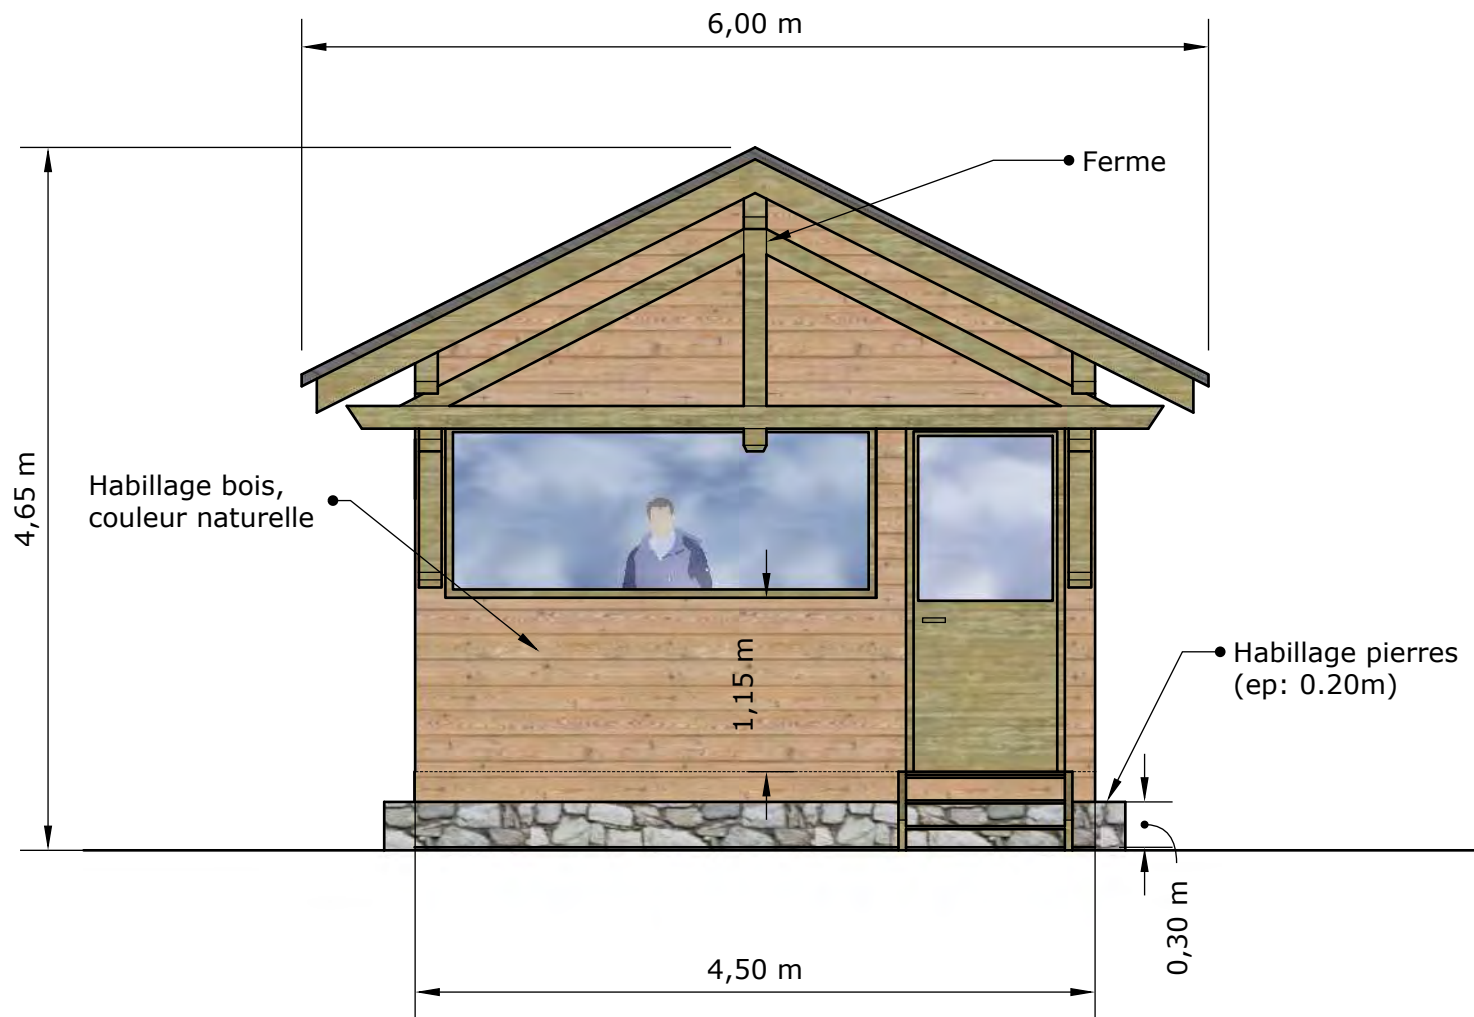 6,00 m
Ferme
4,65 m
Habillage bois,
couleur naturelle
1,15 m
Habillage pierres
(ep: 0.20m)
0,30 m
4,50 m